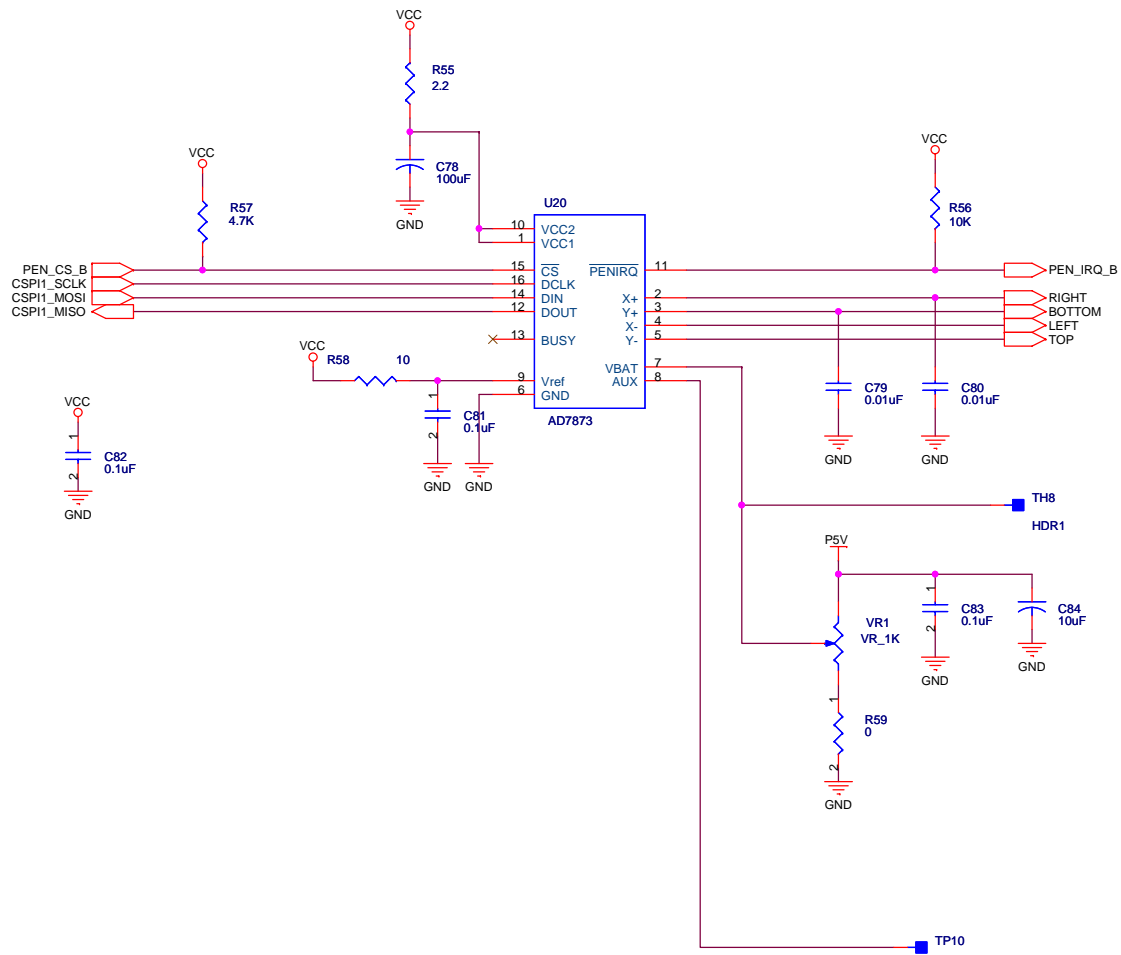 VCC
R55
2.2
C78
100uF
GND
VCC
R57
4.7K
VCC
R56
10K
U20
10 VCC2
1 VCC1
PEN_CS_B 15 CS
CSPI1_SCLK 16 DCLK
CSPI1_MOSI 14 DIN
CSPI1_MISO 12 DOUT
13 BUSY
9 Vref
6 GND
PENIRQ 11 PEN_IRQ_B
X+ 2 RIGHT
Y+ 3 BOTTOM
X- 4 LEFT
Y- 5 TOP
VBAT 7
AUX 8
AD7873
VCC
R58 10
1
C81
0.1uF
2
GND
GND
VCC
1
C82
0.1uF
2
GND
C79
0.01uF
GND
C80
0.01uF
GND
TH8
HDR1
P5V
VR1
VR_1K
1
C83
0.1uF
2
GND
C84
10uF
GND
1
R59
0
2
GND
TP10